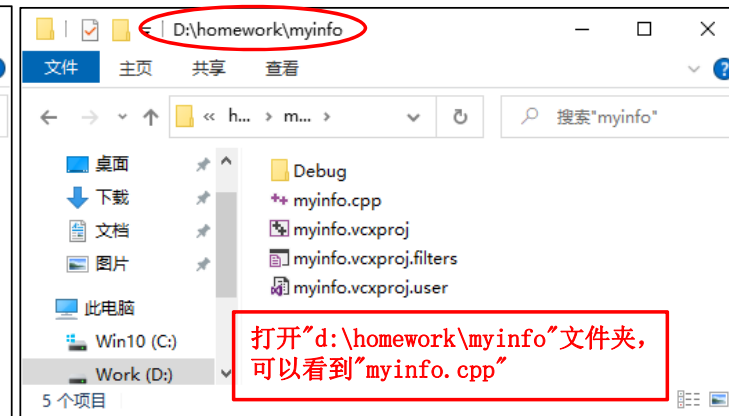 D:\homework\myinfo
文件 主页 共享 查看
« h... › m... ›
搜索"myinfo"
桌面
下载
文档
图片
此电脑
Win10 (C:)
Work (D:)
Debug
myinfo.cpp
myinfo.vcxproj
myinfo.vcxproj.filters
myinfo.vcxproj.user
打开"d:\homework\myinfo"文件夹，
可以看到"myinfo.cpp"
5 个项目